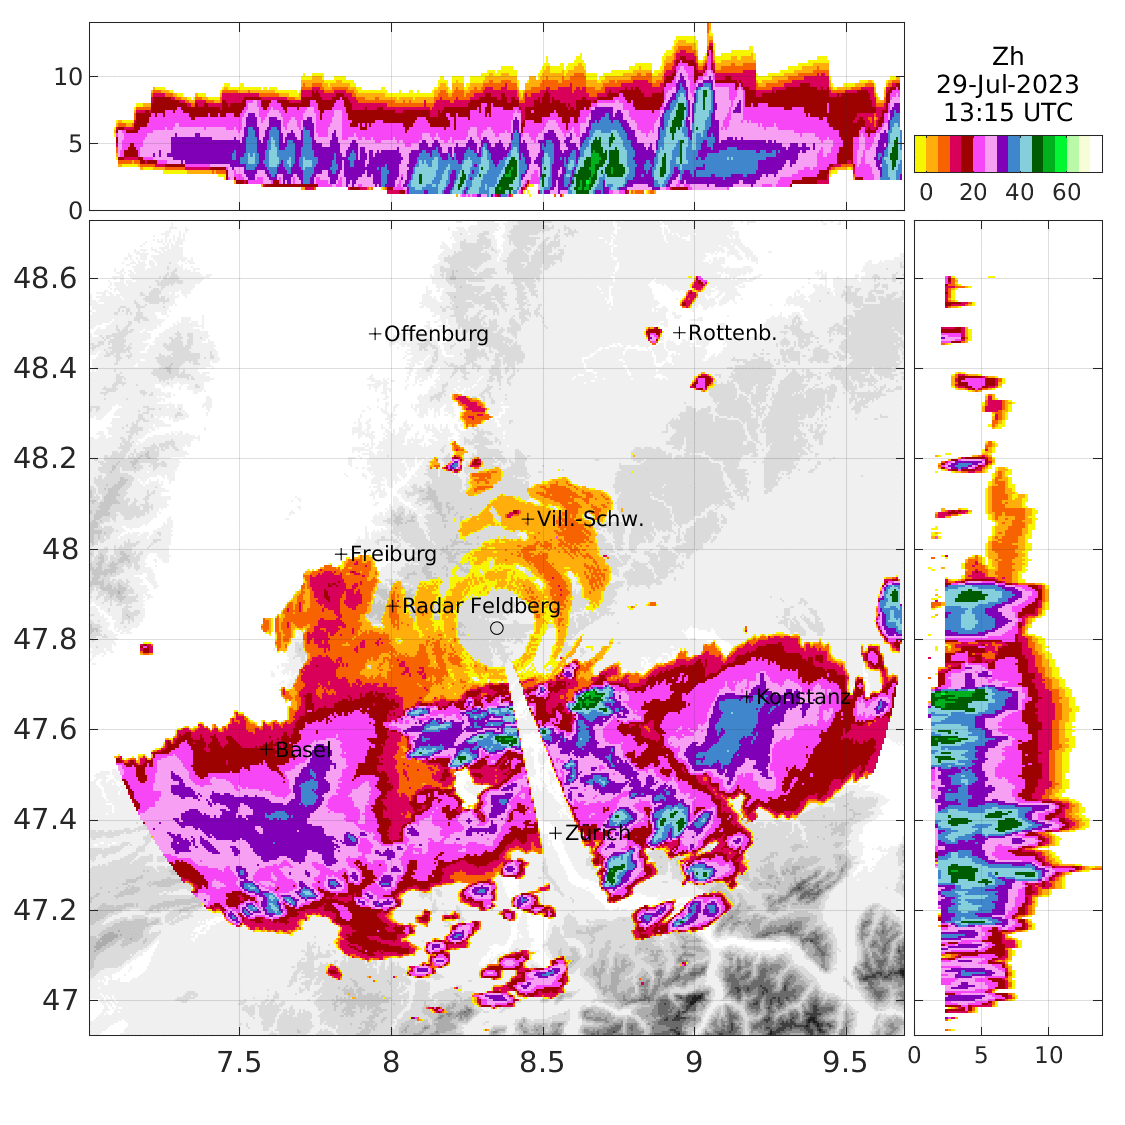 Zh
29-Jul-2023
13:15 UTC
0 20 40 60
10
5
0
48.6
48.4
48.2
48
47.8
47.6
47.4
47.2
47
Offenburg
Rottenb.
Vill.-Schw.
Freiburg
Radar Feldberg
Konstanz
Basel
Zürich
7.5 8 8.5 9 9.5
0 5 10